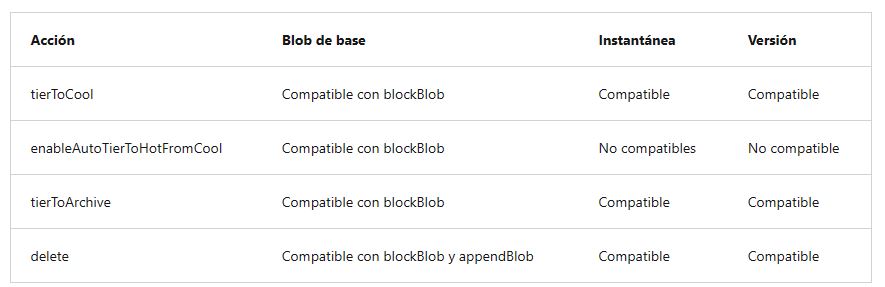 Acción Blob de base Instantánea Versión
tierToCool Compatible con blockBlob Compatible Compatible
enableAutoTierToHotFromCool Compatible con blockBlob No compatibles No compatible
tierToArchive Compatible con blockBlob Compatible Compatible
delete Compatible con blockBlob y appendBlob Compatible Compatible